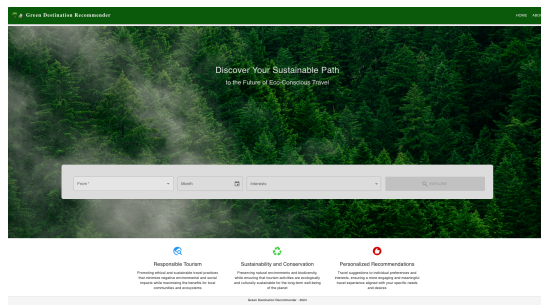 Green Destination Recommender
HOME ABOUT
Discover Your Sustainable Path
to the Future of Eco-Conscious Travel
From *
Month
Interests
EXPLORE
Responsible Tourism
Promoting ethical and sustainable travel practices
that minimize negative environmental and social
impacts while maximizing the benefits for local
communities and ecosystems
Sustainability and Conservation
Preserving natural environments and biodiversity
while ensuring that tourism activities are ecologically
and culturally sustainable for the long-term well-being
of the planet
Personalized Recommendations
Travel suggestions to individual preferences and
interests, ensuring a more engaging and meaningful
travel experience aligned with your specific needs
and desires
Green Destination Recommender